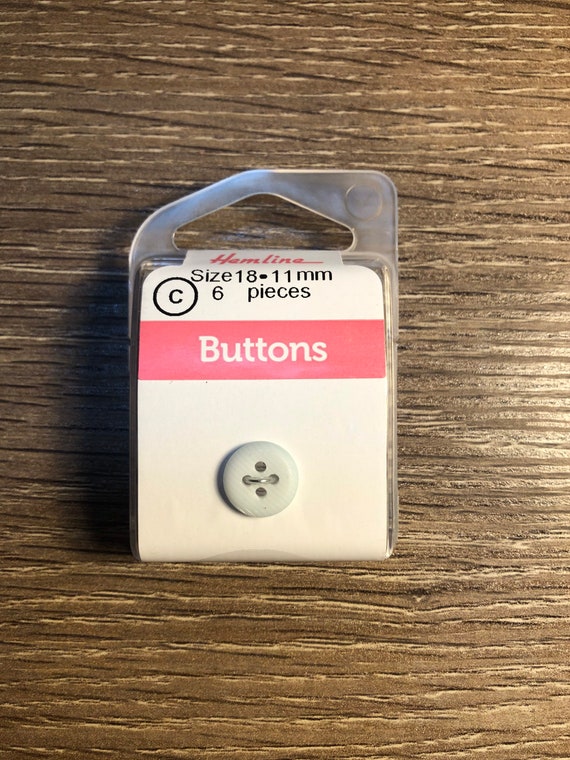 Hemline
Size 18•11mm
C 6 pieces
Buttons